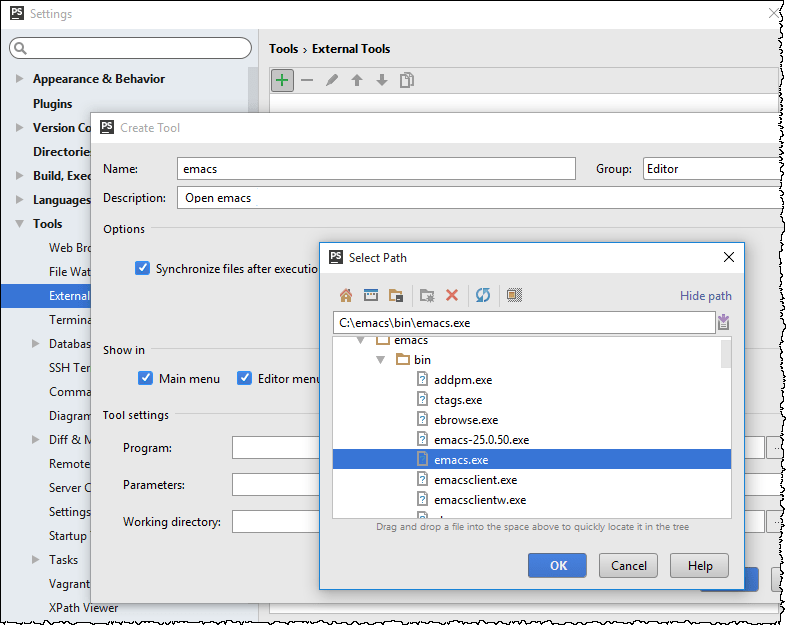 PS Settings
Tools › External Tools
Appearance & Behavior
Plugins
Version Co
Directories
Build, Exec
Languages
Tools
Web Bro
File Wat
External
Termina
Databas
SSH Ter
Comma
Diagram
Diff & M
Remote
Server C
Settings
Startup
Tasks
Vagrant
XPath Viewer
PS Create Tool
Name: emacs Group: Editor
Description: Open emacs
Options
Synchronize files after executio
Show in
Main menu Editor menu
Tool settings
Program:
Parameters:
Working directory:
PS Select Path
Hide path
C:\emacs\bin\emacs.exe
emacs
bin
addpm.exe
ctags.exe
ebrowse.exe
emacs-25.0.50.exe
emacs.exe
emacsclient.exe
emacsclientw.exe
Drag and drop a file into the space above to quickly locate it in the tree
OK Cancel Help